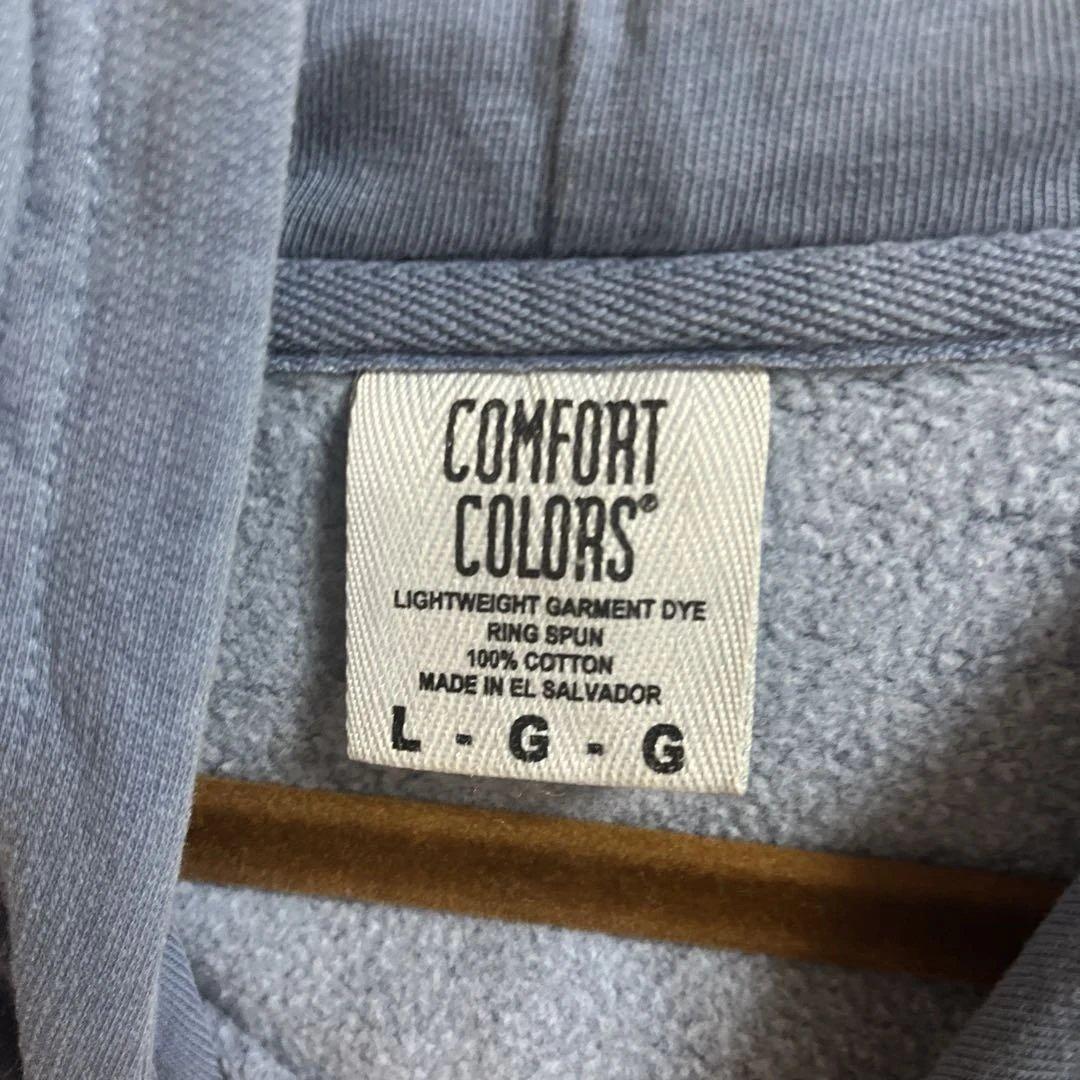 COMFORT
COLORS®
LIGHTWEIGHT GARMENT DYE
RING SPUN
100% COTTON
MADE IN EL SALVADOR
L - G - G